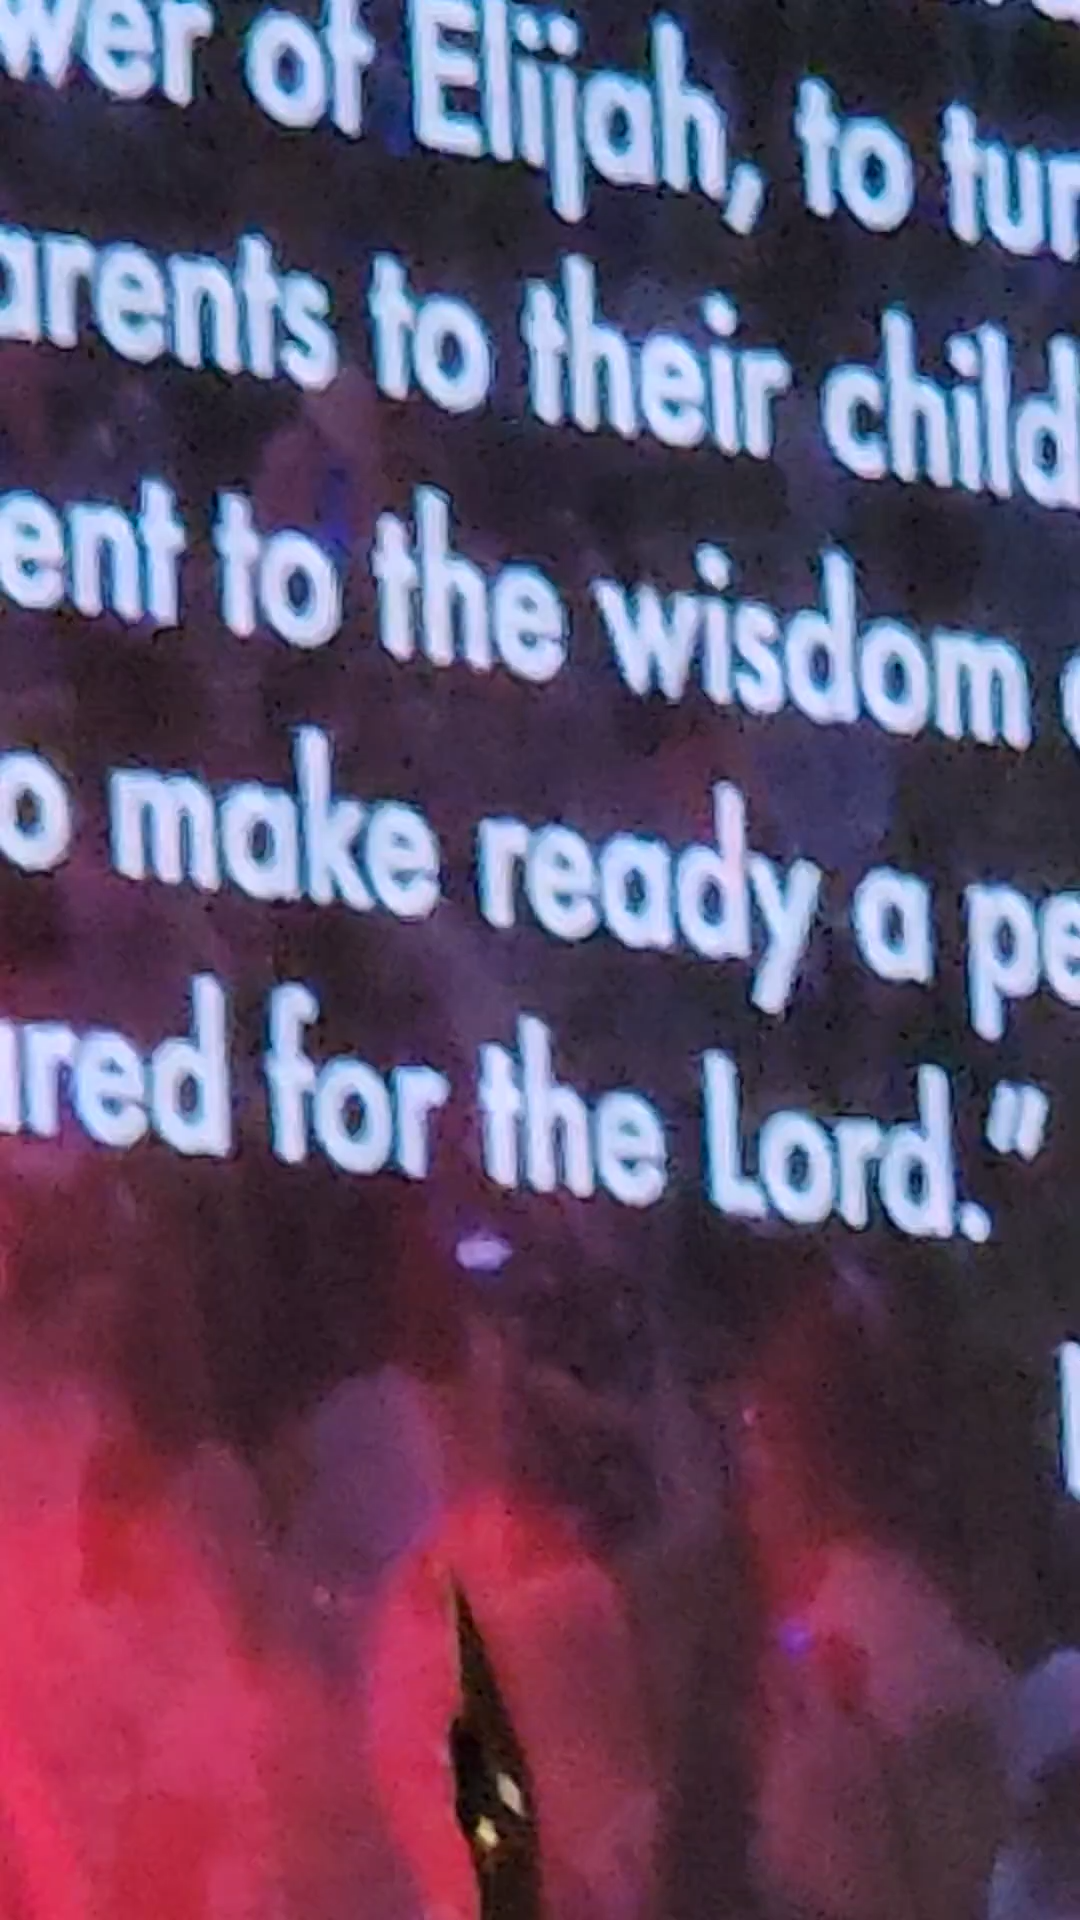 wer of Elijah, to tur
arents to their child
ent to the wisdom
o make ready a pe
ared for the Lord."